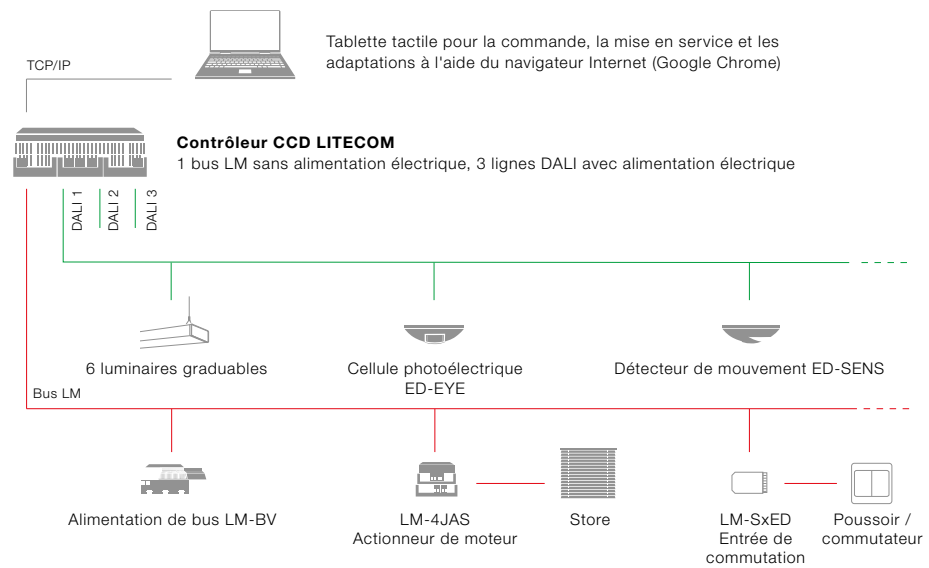 Tablette tactile pour la commande, la mise en service et les
adaptations à l'aide du navigateur Internet (Google Chrome)
TCP/IP
Contrôleur CCD LITECOM
1 bus LM sans alimentation électrique, 3 lignes DALI avec alimentation électrique
DALI 1
DALI 2
DALI 3
6 luminaires graduables
Cellule photoélectrique
ED-EYE
Détecteur de mouvement ED-SENS
Bus LM
Alimentation de bus LM-BV
LM-4JAS
Actionneur de moteur
Store
LM-SxED
Entrée de
commutation
Poussoir /
commutateur